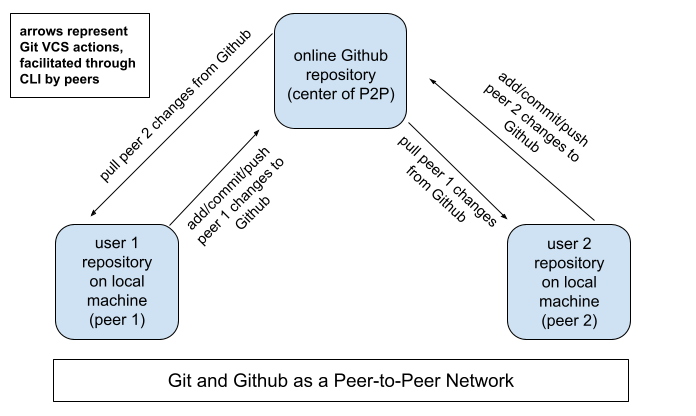 arrows represent
Git VCS actions,
facilitated through
CLI by peers
online Github
repository
(center of P2P)
pull peer 2 changes from Github
add/commit/push
peer 1 changes to
Github
pull peer 1 changes
from Github
add/commit/push
peer 2 changes to
Github
user 1
repository
on local
machine
(peer 1)
user 2
repository
on local
machine
(peer 2)
Git and Github as a Peer-to-Peer Network